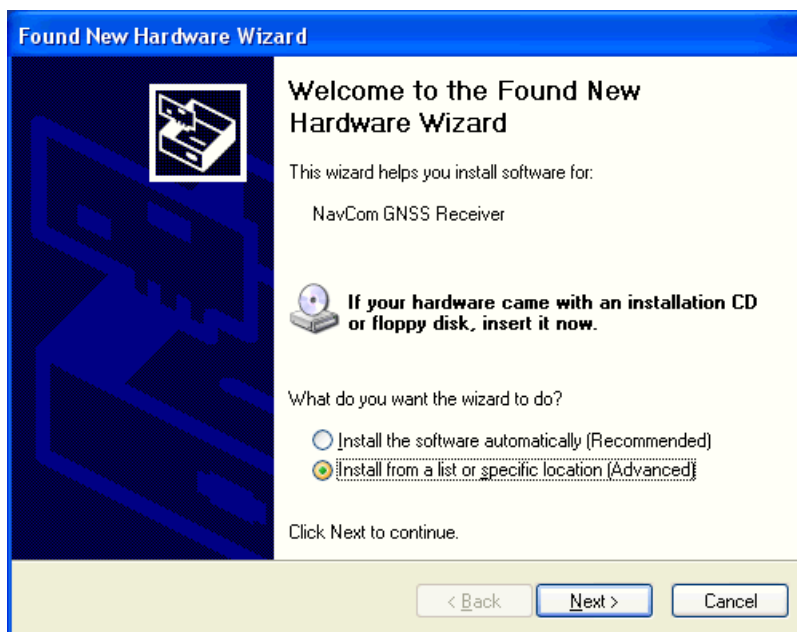 Found New Hardware Wizard
Welcome to the Found New
Hardware Wizard
This wizard helps you install software for:
NavCom GNSS Receiver
If your hardware came with an installation CD
or floppy disk, insert it now.
What do you want the wizard to do?
Install the software automatically (Recommended)
Install from a list or specific location (Advanced)
Click Next to continue.
< Back Next > Cancel